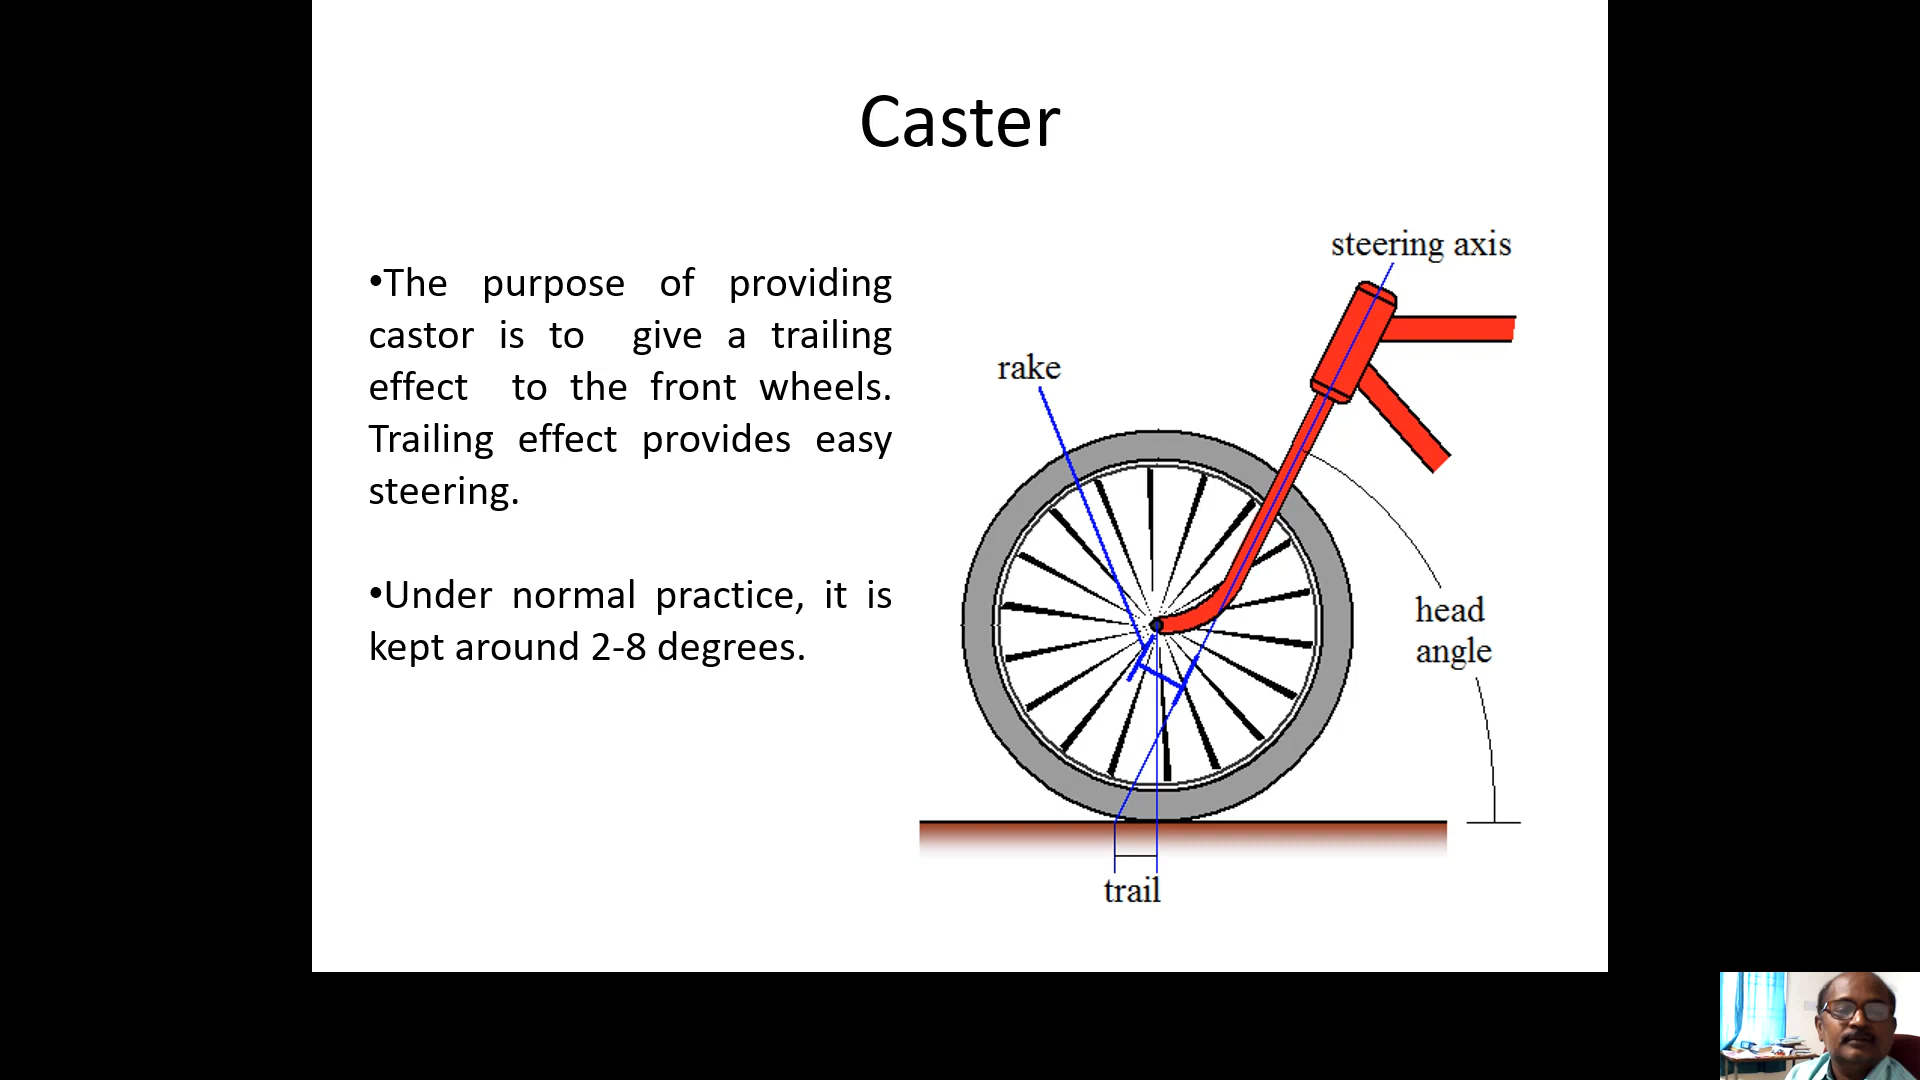 Caster
•The purpose of providing
castor is to give a trailing
effect to the front wheels.
Trailing effect provides easy
steering.
•Under normal practice, it is
kept around 2-8 degrees.
steering axis
rake
head
angle
trail